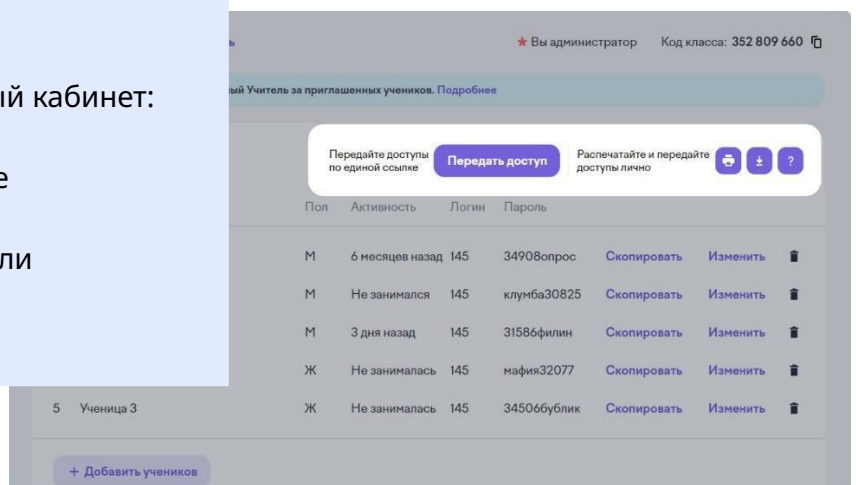 ь
* Вы администратор Код класса: 352 809 660
ый кабинет:
ый Учитель за приглашенных учеников. Подробнее
е
ли
Передайте доступы
по единой ссылке
Передать доступ
Распечатайте и передайте
доступы лично
?
Пол Активность Логин Пароль
М 6 месяцев назад 145 34908опрос Скопировать Изменить
М Не занимался 145 клумба30825 Скопировать Изменить
М 3 дня назад 145 31586филин Скопировать Изменить
Ж Не занималась 145 мафия32077 Скопировать Изменить
5 Ученица 3 Ж Не занималась 145 34506бублик Скопировать Изменить
+ Добавить учеников